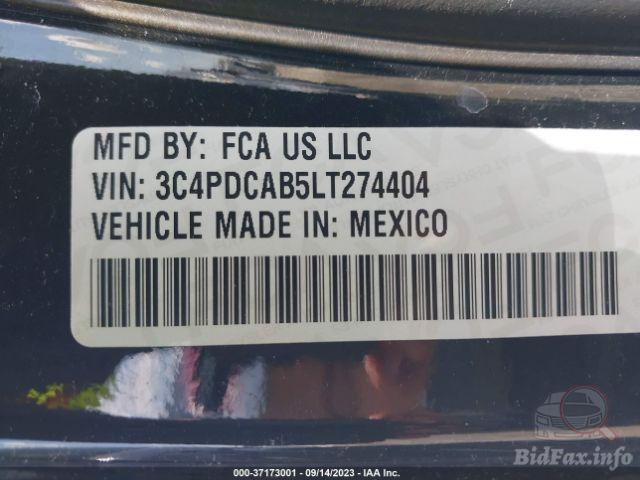 MFD BY: FCA US LLC
VIN: 3C4PDCAB5LT274404
VEHICLE MADE IN: MEXICO
BidFax.info
000-37173001 - 09/14/2023 - IAA Inc.